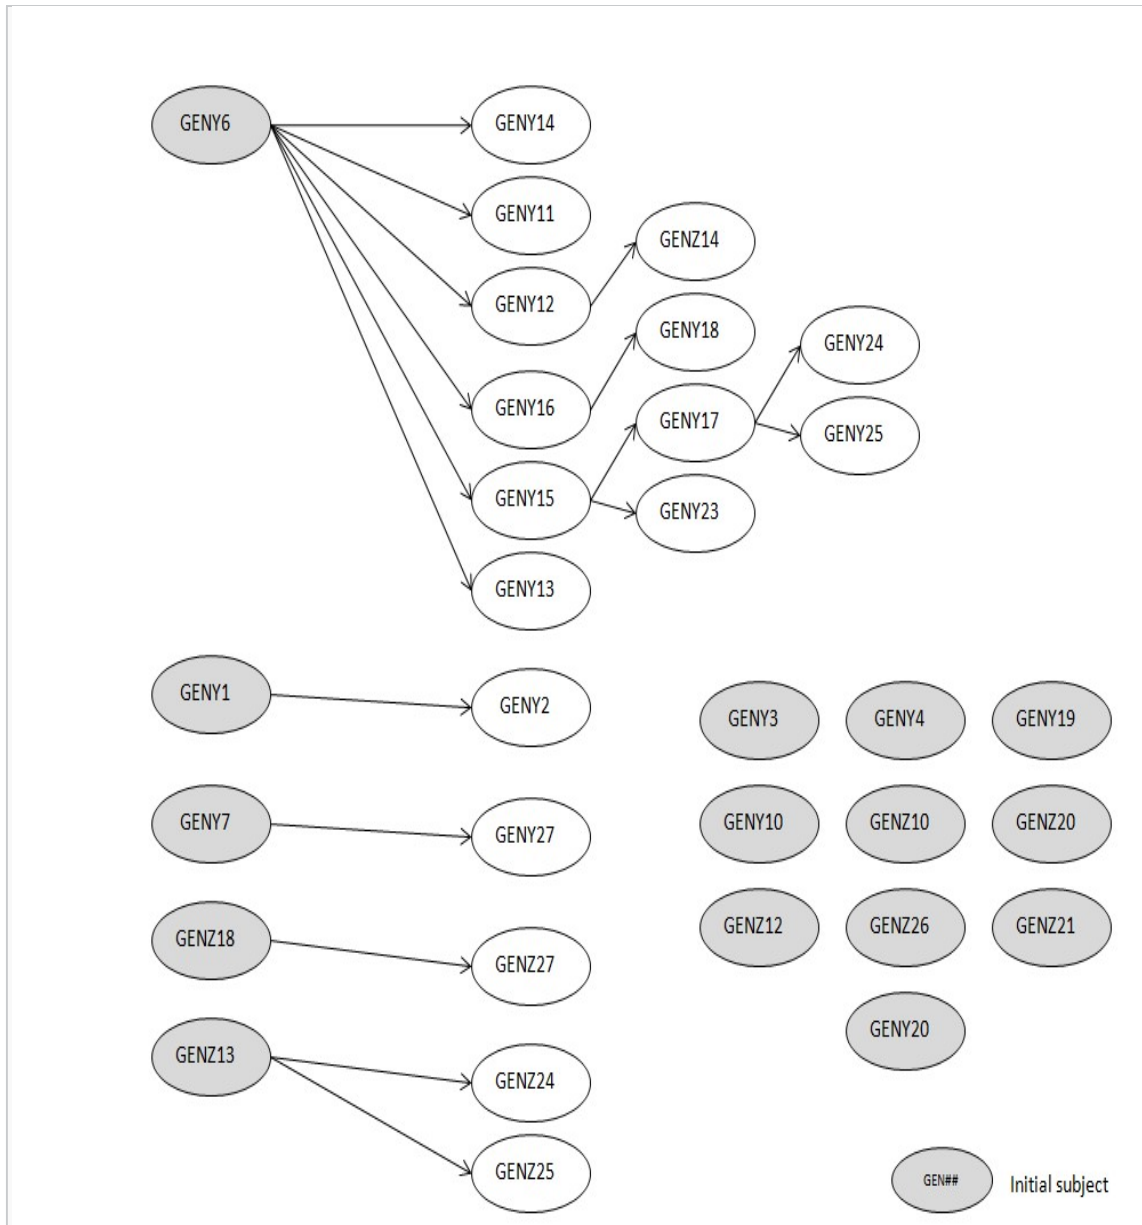 GENY6
GENY14
GENY11
GENY12
GENZ14
GENY16
GENY18
GENY15
GENY17
GENY24
GENY25
GENY23
GENY13
GENY1
GENY2
GENY7
GENY27
GENZ18
GENZ27
GENZ13
GENZ24
GENZ25
GENY3 GENY4 GENY19
GENY10 GENZ10 GENZ20
GENZ12 GENZ26 GENZ21
GENY20
GEN## Initial subject